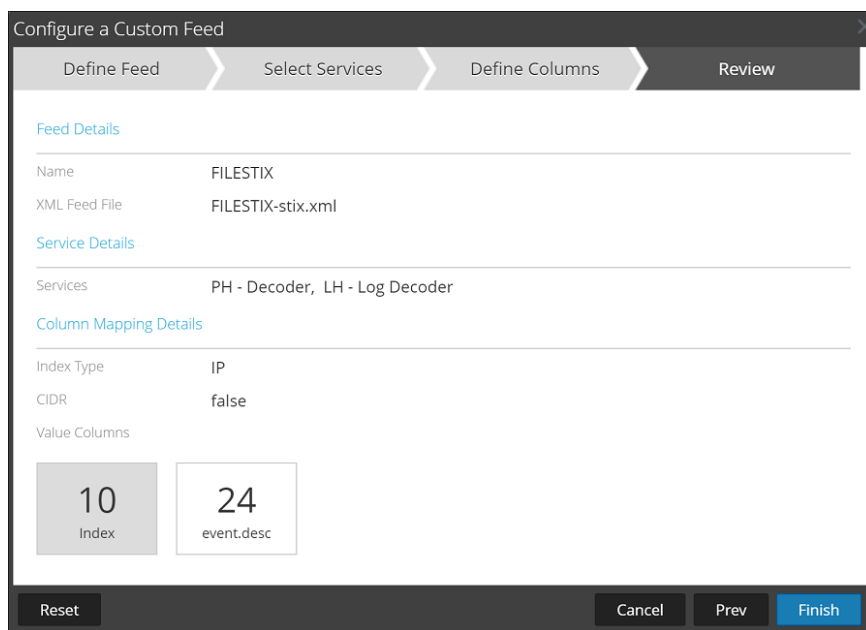 Configure a Custom Feed
Define Feed Select Services Define Columns Review
Feed Details
Name FILESTIX
XML Feed File FILESTIX-stix.xml
Service Details
Services PH - Decoder, LH - Log Decoder
Column Mapping Details
Index Type IP
CIDR false
Value Columns
10 24
Index event.desc
Reset Cancel Prev Finish